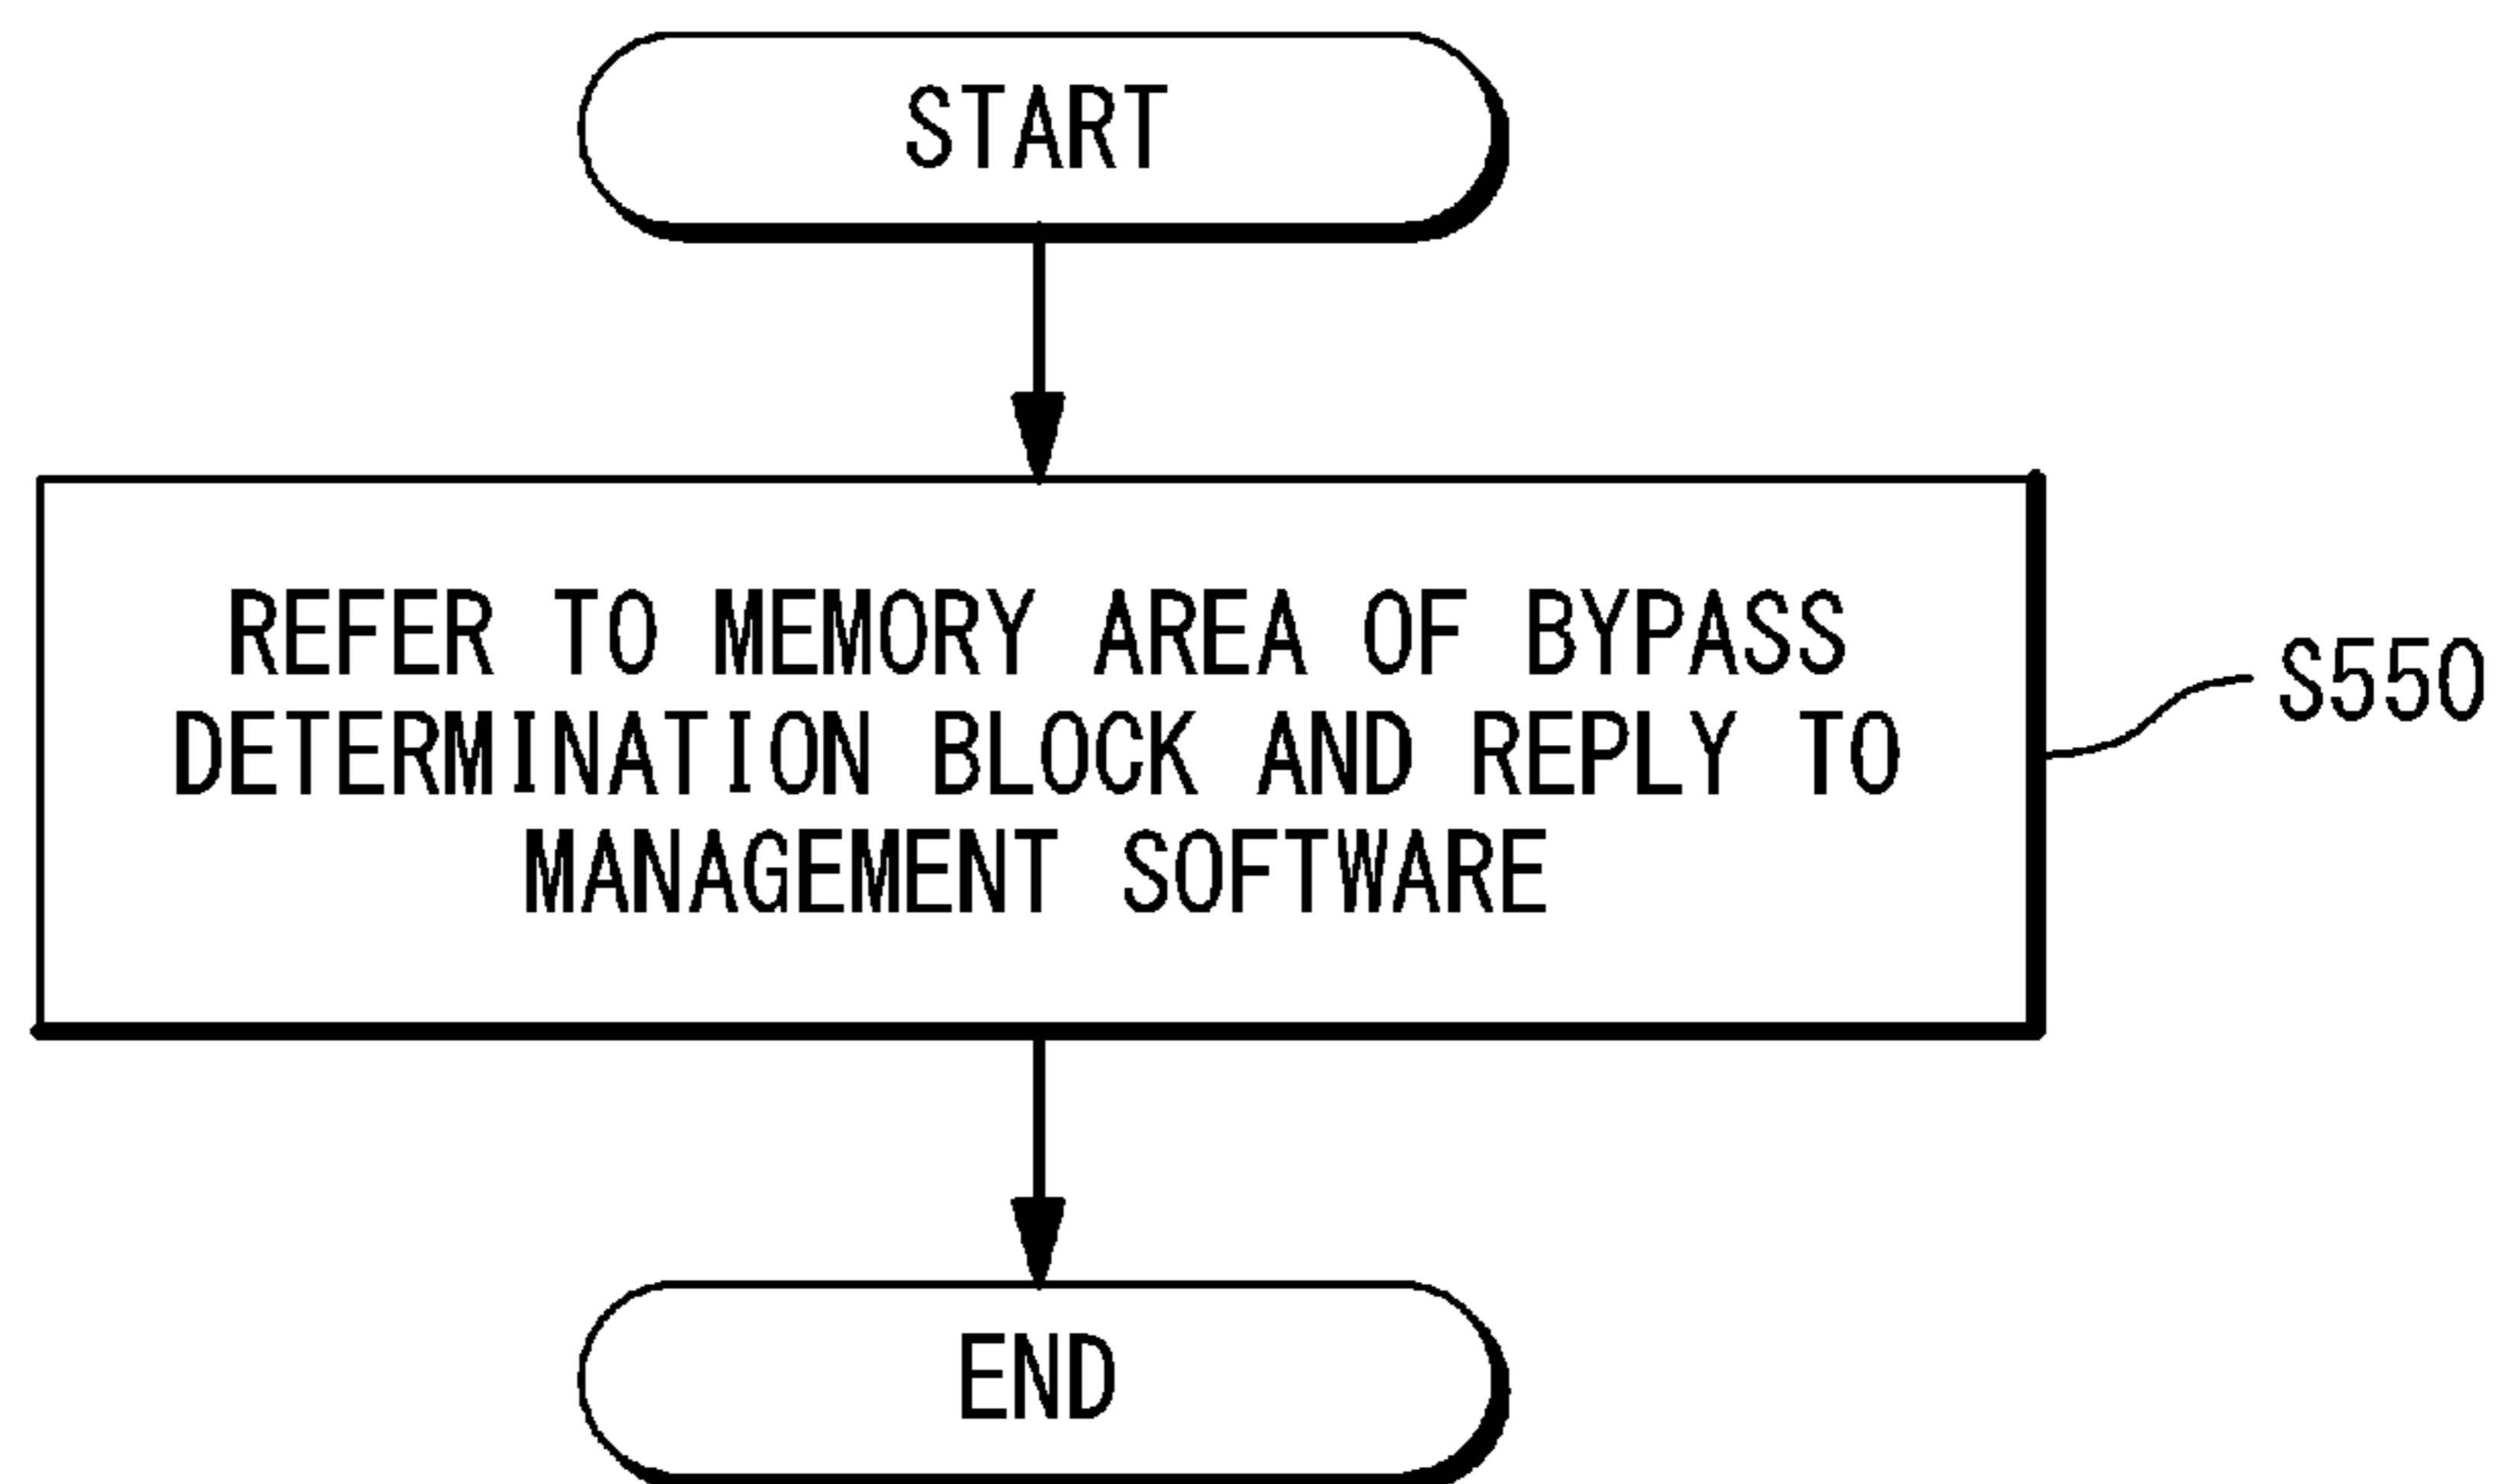 START
REFER TO MEMORY AREA OF BYPASS
DETERMINATION BLOCK AND REPLY TO
MANAGEMENT SOFTWARE
S550
END